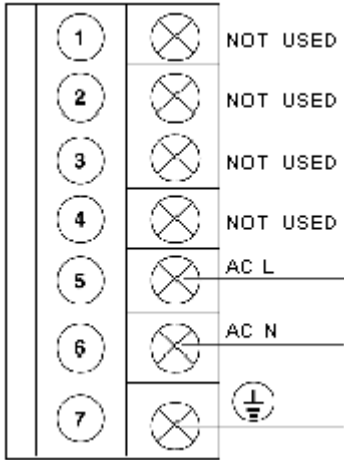 1 NOT USED
2 NOT USED
3 NOT USED
4 NOT USED
5 AC L
6 AC N
7